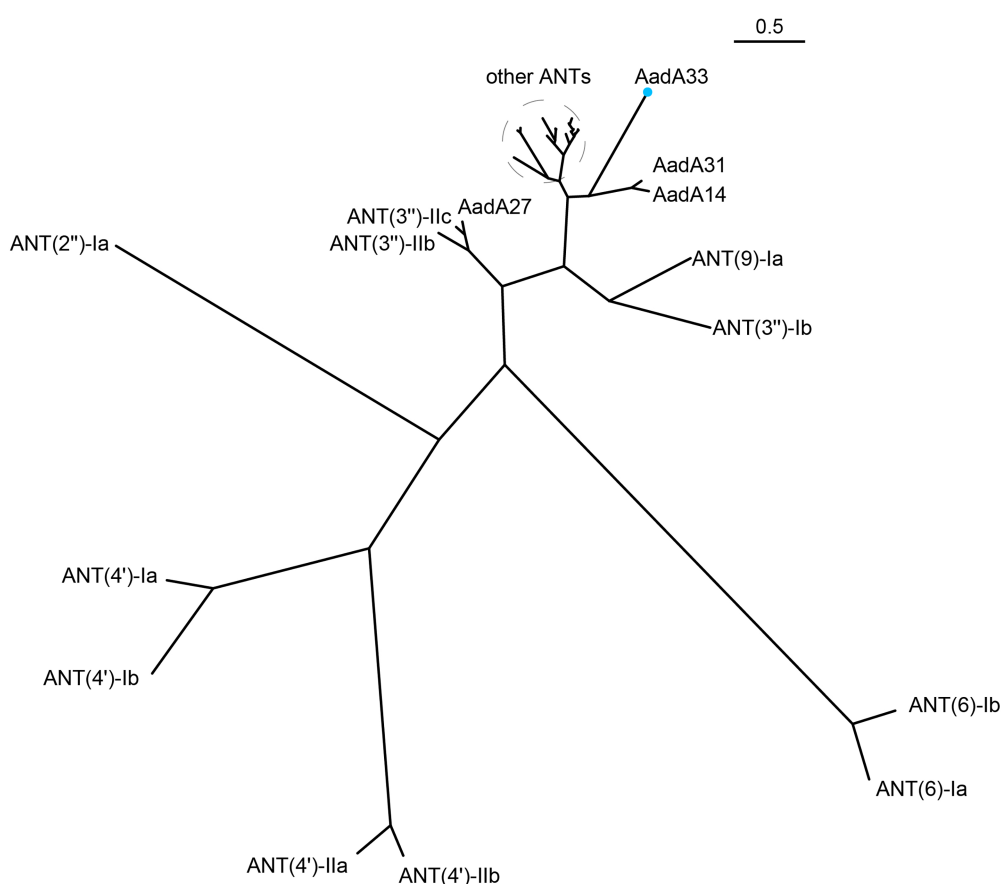 0.5
other ANTs
AadA33
AadA31
AadA14
AadA27
ANT(3")-IIc
ANT(3")-IIb
ANT(2")-Ia
ANT(9)-Ia
ANT(3")-Ib
ANT(4')-Ia
ANT(4')-Ib
ANT(6)-Ib
ANT(6)-Ia
ANT(4')-IIa
ANT(4')-IIb